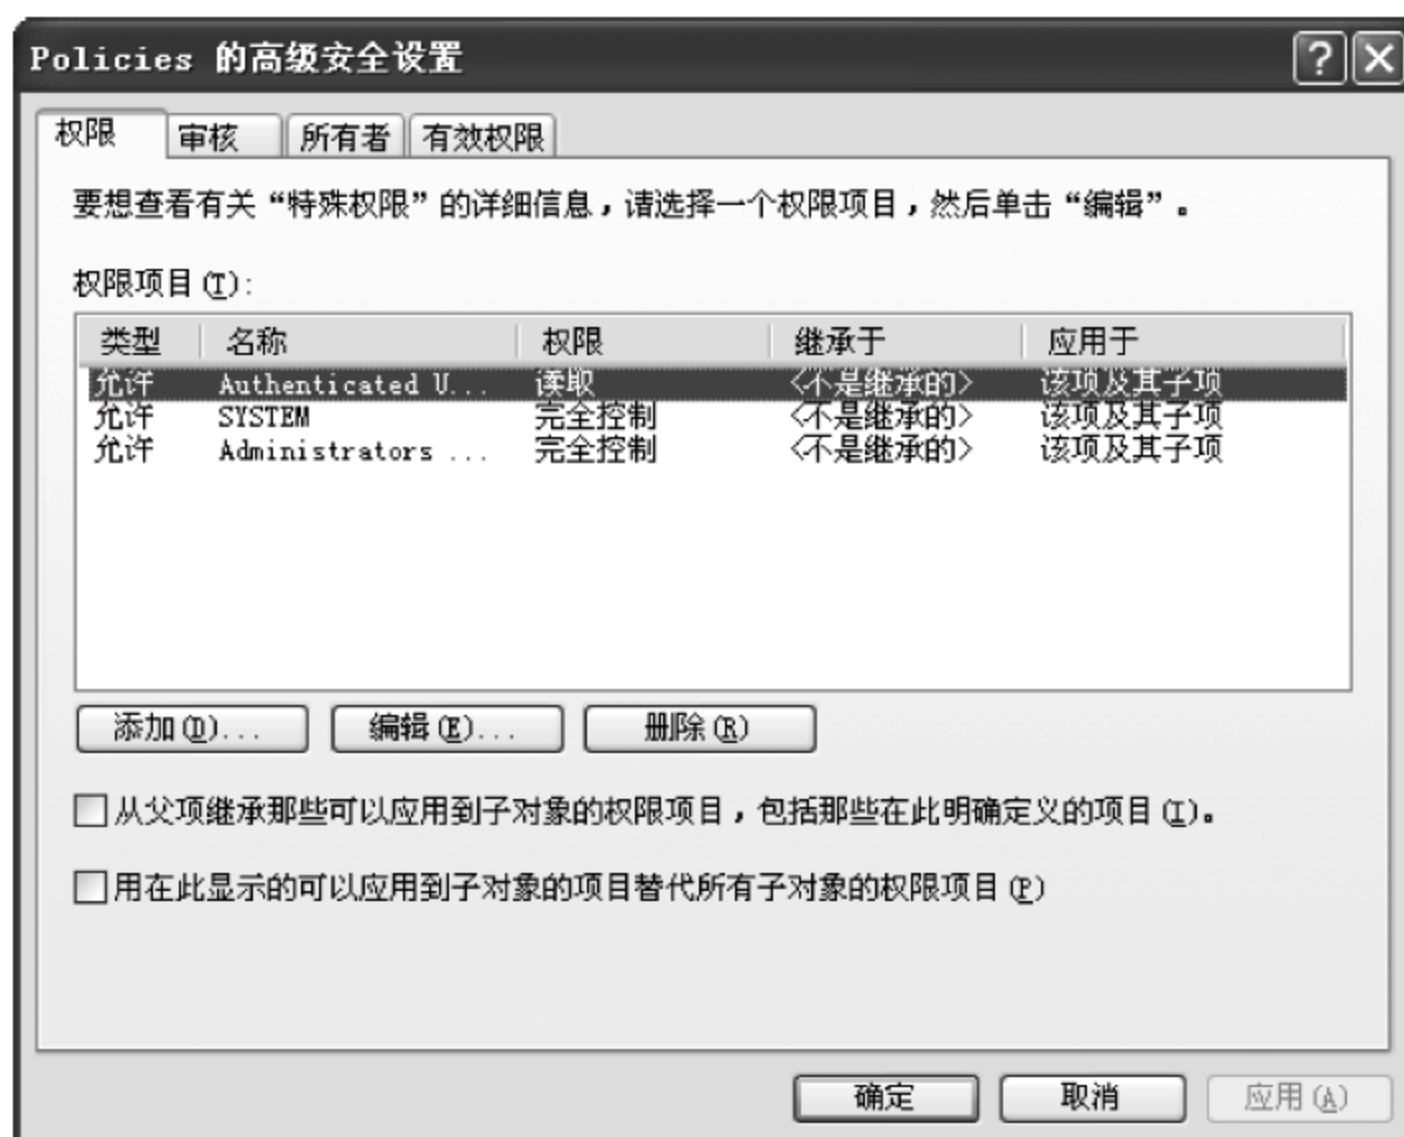 Policies 的高级安全设置
权限 审核 所有者 有效权限
要想查看有关“特殊权限”的详细信息，请选择一个权限项目，然后单击“编辑”。
权限项目(T):
类型 名称 权限 继承于 应用于
允许 Authenticated U... 读取 <不是继承的> 该项及其子项
允许 SYSTEM 完全控制 <不是继承的> 该项及其子项
允许 Administrators ... 完全控制 <不是继承的> 该项及其子项
添加(D)... 编辑(E)... 删除(R)
从父项继承那些可以应用到子对象的权限项目，包括那些在此明确定义的项目(I)。
用在此显示的可以应用到子对象的项目替代所有子对象的权限项目(P)
确定 取消 应用(A)